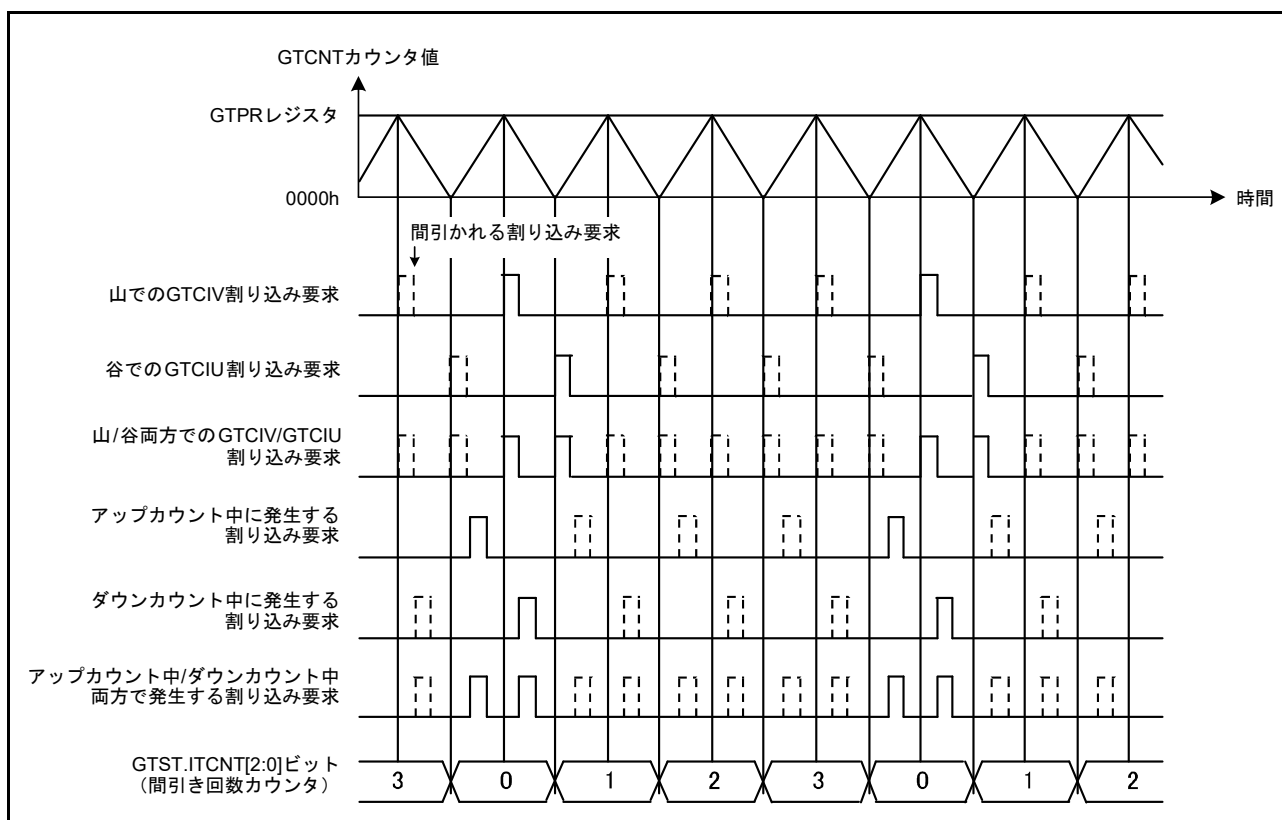 GTCNTカウンタ値
GTPRレジスタ
0000h
時間
間引かれる割り込み要求
山でのGTCIV割り込み要求
谷でのGTCIU割り込み要求
山/谷両方でのGTCIV/GTCIU
割り込み要求
アップカウント中に発生する
割り込み要求
ダウンカウント中に発生する
割り込み要求
アップカウント中/ダウンカウント中
両方で発生する割り込み要求
GTST.ITCNT[2:0]ビット
（間引き回数カウンタ）
3 0 1 2 3 0 1 2